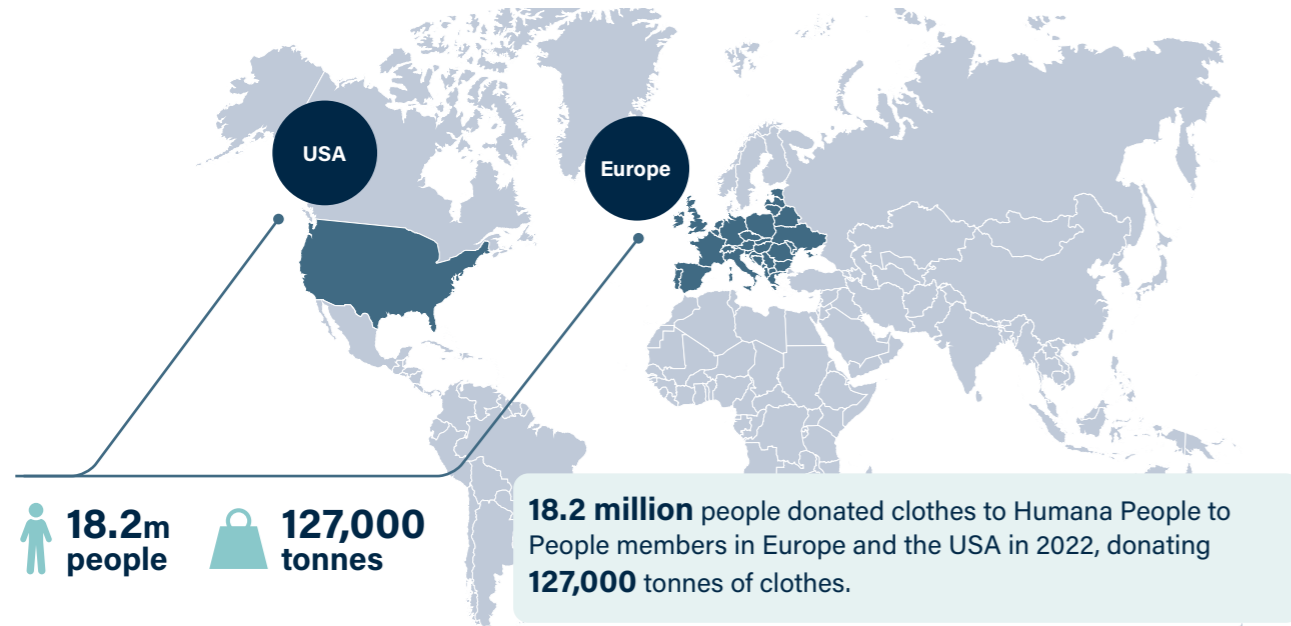 USA
Europe
18.2m
people
127,000
tonnes
18.2 million people donated clothes to Humana People to
People members in Europe and the USA in 2022, donating
127,000 tonnes of clothes.